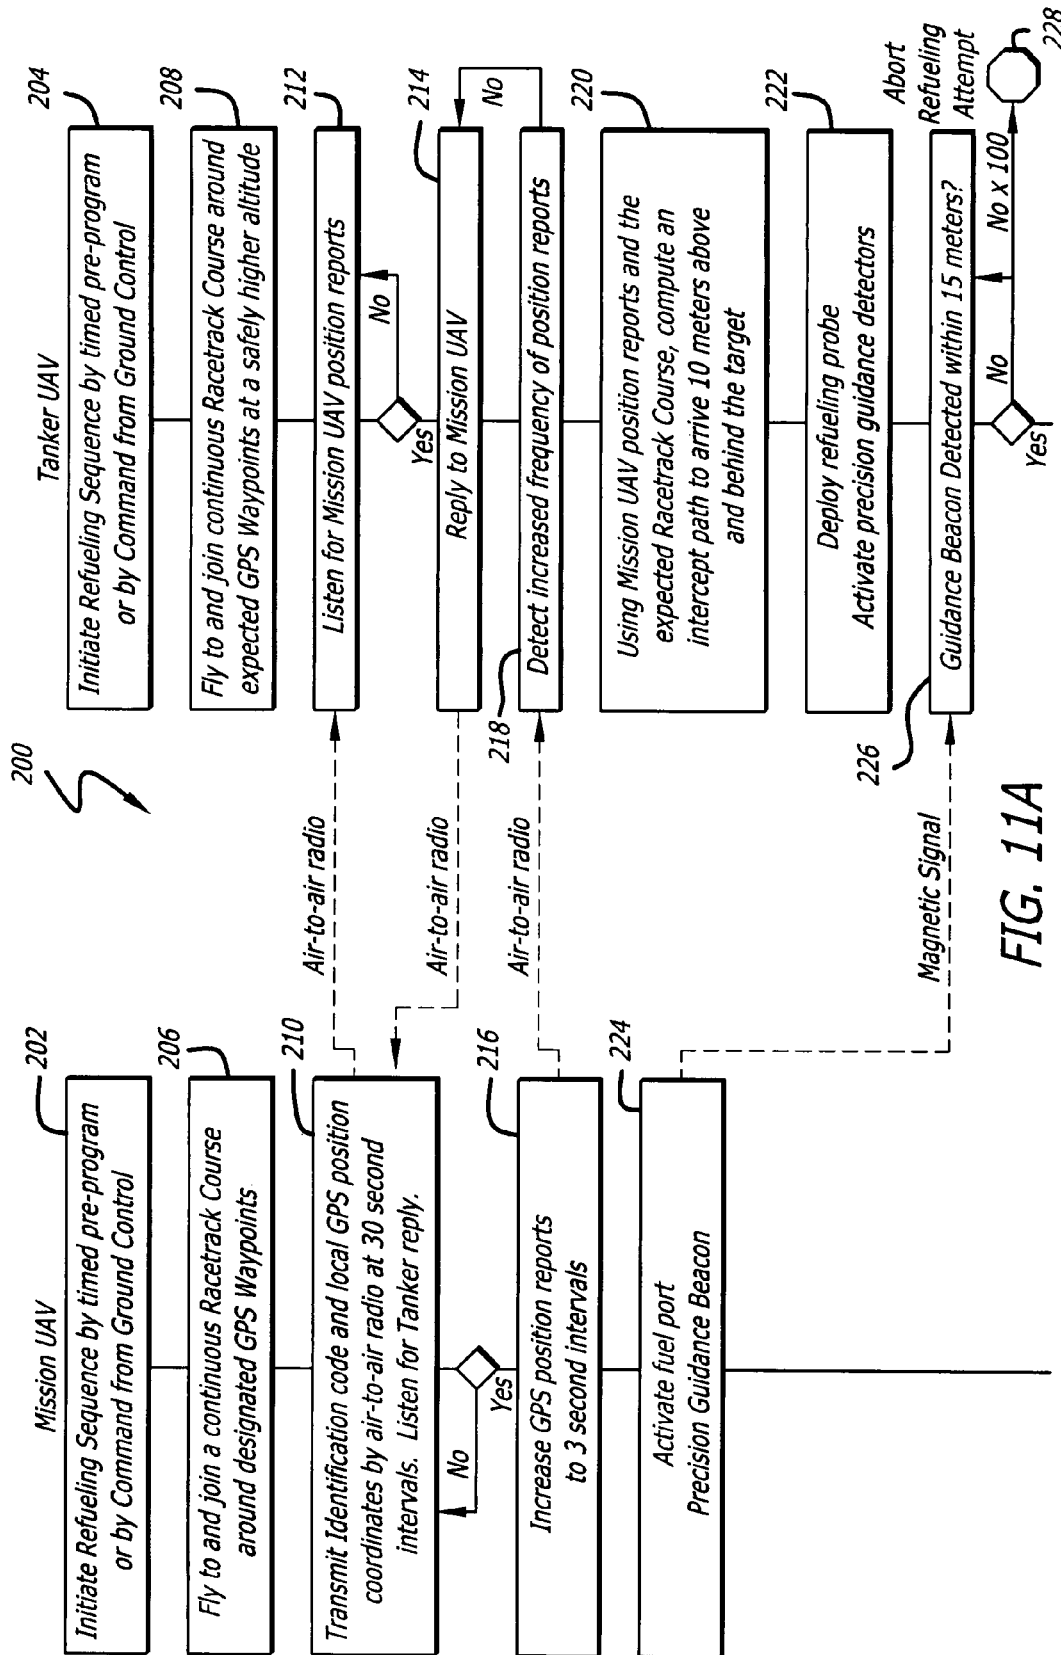 Mission UAV
202
Initiate Refueling Sequence by timed pre-program
or by Command from Ground Control
206
Fly to and join a continuous Racetrack Course
around designated GPS Waypoints
210
Transmit Identification code and local GPS position
coordinates by air-to-air radio at 30 second
intervals. Listen for Tanker reply.
No
Yes
216
Increase GPS position reports
to 3 second intervals
224
Activate fuel port
Precision Guidance Beacon
200
Air-to-air radio
Air-to-air radio
Air-to-air radio
Magnetic Signal
Tanker UAV
204
Initiate Refueling Sequence by timed pre-program
or by Command from Ground Control
208
Fly to and join continuous Racetrack Course around
expected GPS Waypoints at a safely higher altitude
212
Listen for Mission UAV position reports
No
Yes
214
Reply to Mission UAV
No
218
Detect increased frequency of position reports
220
Using Mission UAV position reports and the
expected Racetrack Course, compute an
intercept path to arrive 10 meters above
and behind the target
222
Deploy refueling probe
Activate precision guidance detectors
226
Guidance Beacon Detected within 15 meters?
No
No x 100
Yes
Abort
Refueling
Attempt
228
FIG. 11A